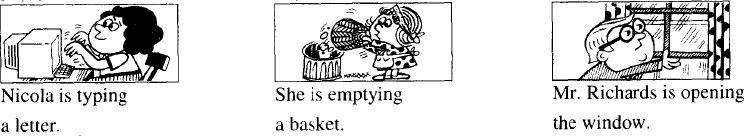 Nicola is typing
a letter.
She is emptying
a basket.
Mr. Richards is opening
the window.